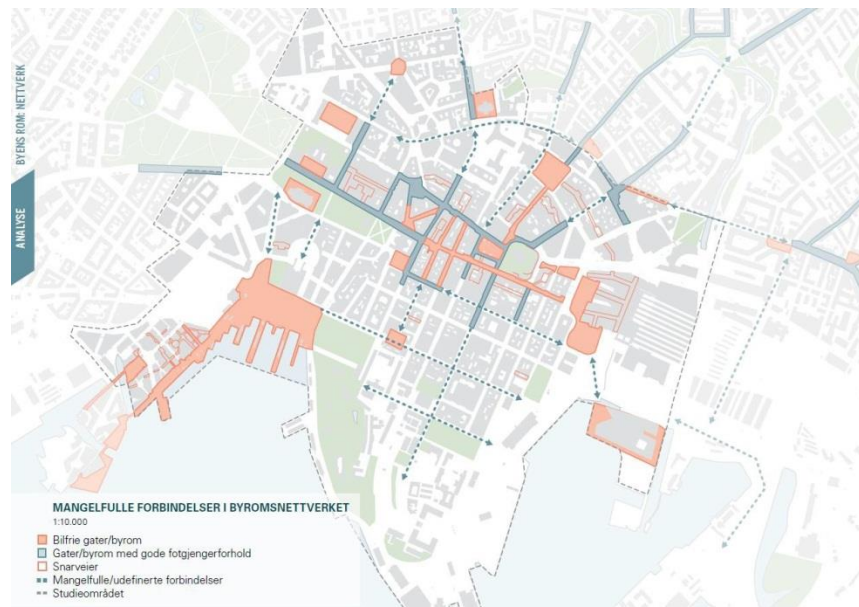 BYENS ROM: NETTVERK
ANALYSE
MANGELFULLE FORBINDELSER I BYROMSNETTVERKET
1:10.000
Bilfrie gater/byrom
Gater/byrom med gode fotgjengerforhold
Snarveier
Mangelfulle/udefinerte forbindelser
Studieområdet